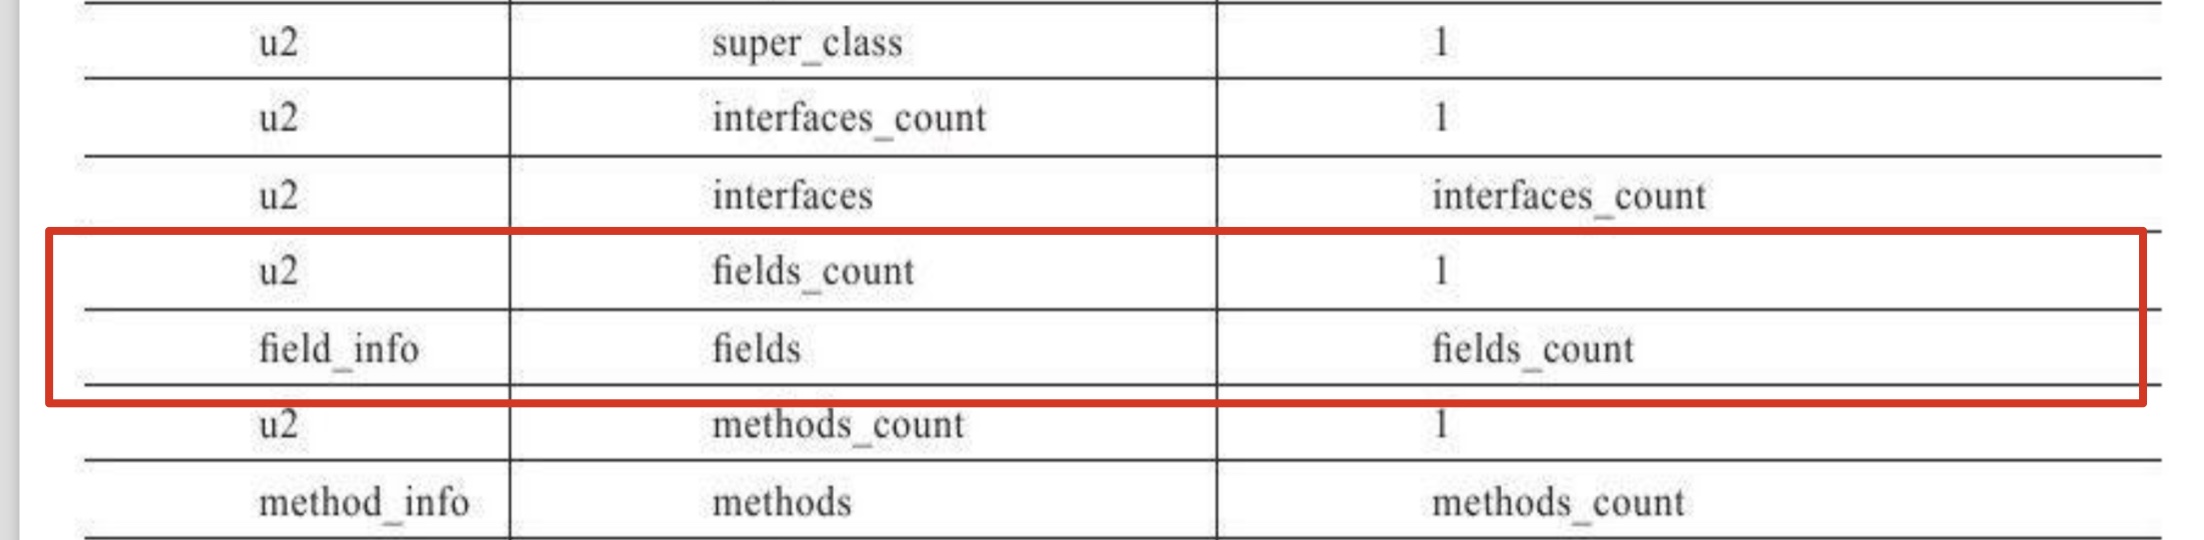 u2 super_class 1
u2 interfaces_count 1
u2 interfaces interfaces_count
u2 fields_count 1
field_info fields fields_count
u2 methods_count 1
method_info methods methods_count